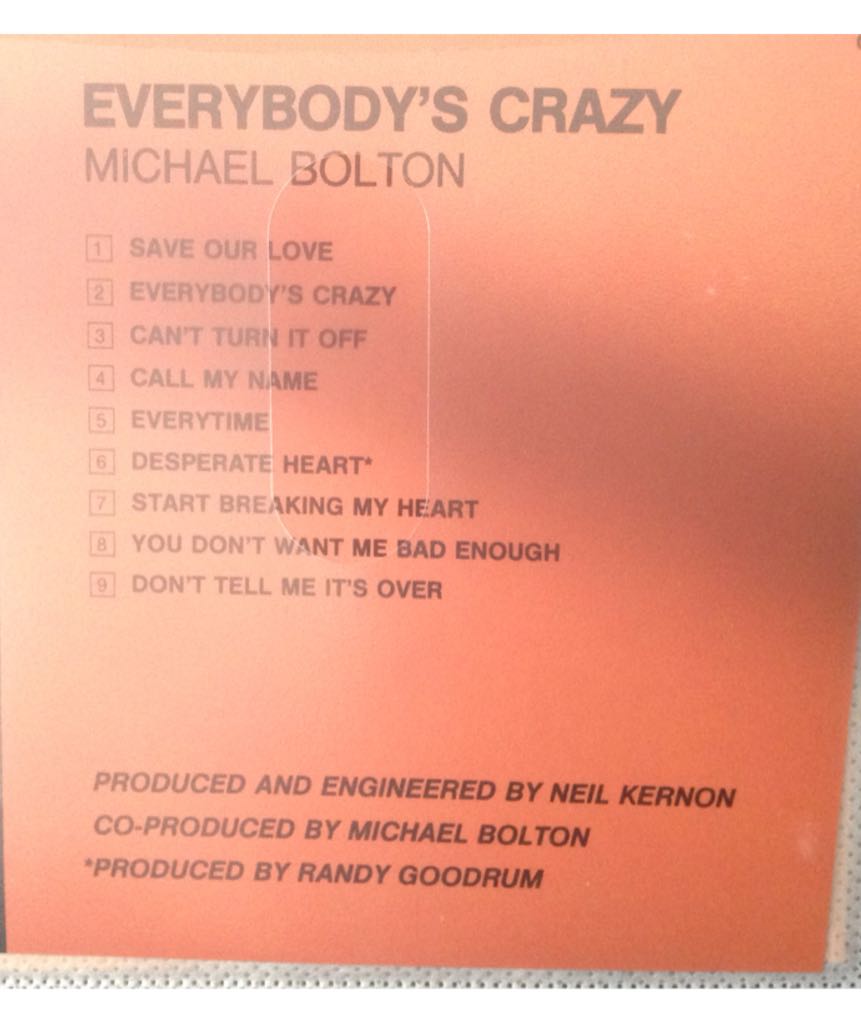 EVERYBODY'S CRAZY
MICHAEL BOLTON
1 SAVE OUR LOVE
2 EVERYBODY'S CRAZY
3 CAN'T TURN IT OFF
4 CALL MY NAME
5 EVERYTIME
6 DESPERATE HEART*
7 START BREAKING MY HEART
8 YOU DON'T WANT ME BAD ENOUGH
9 DON'T TELL ME IT'S OVER
PRODUCED AND ENGINEERED BY NEIL KERNON
CO-PRODUCED BY MICHAEL BOLTON
*PRODUCED BY RANDY GOODRUM